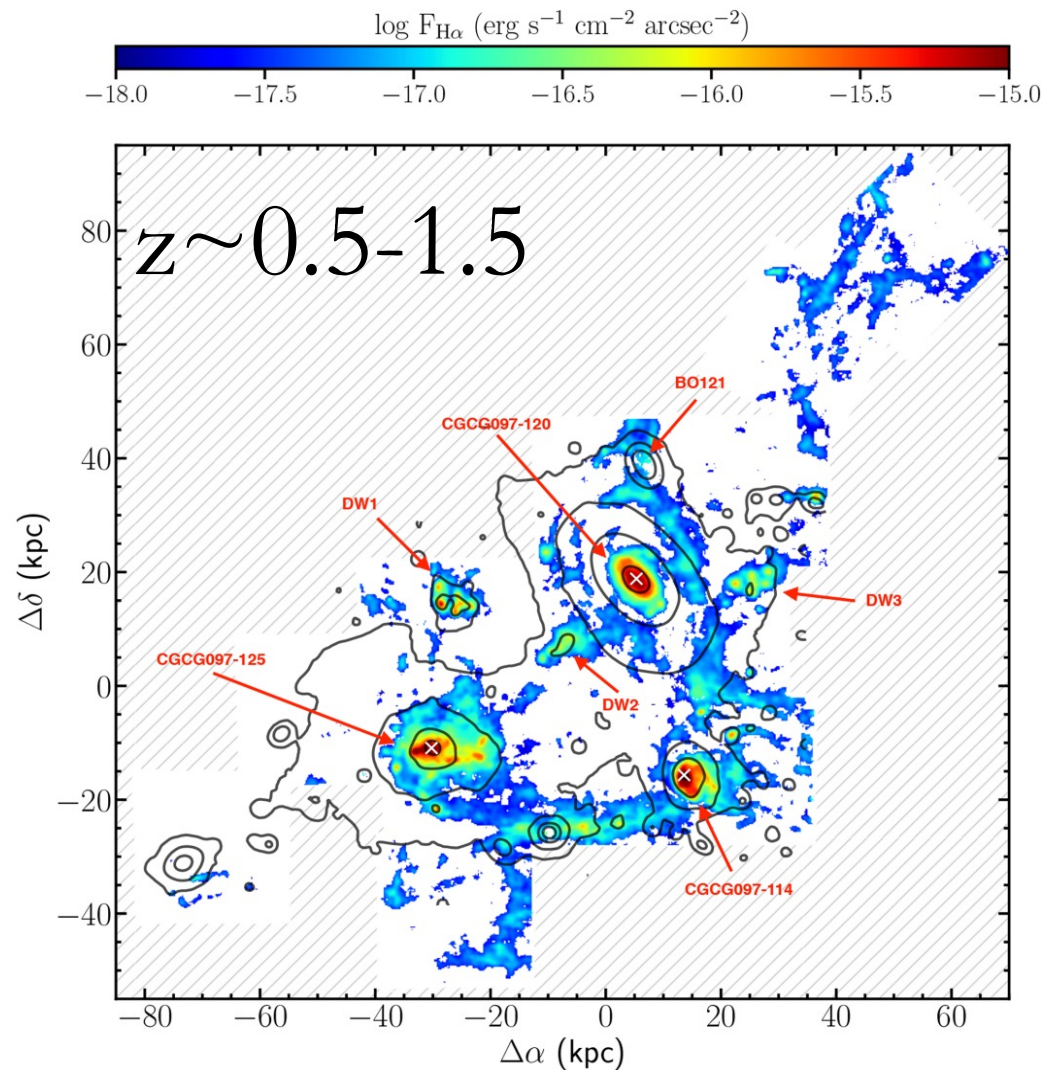 log F_Hα (erg s⁻¹ cm⁻² arcsec⁻²)
−18.0 −17.5 −17.0 −16.5 −16.0 −15.5 −15.0
z~0.5-1.5
80
60
BO121
CGCG097-120
40
DW1
Δδ (kpc)
20
DW3
CGCG097-125
0
DW2
−20
CGCG097-114
−40
−80 −60 −40 −20 0 20 40 60
Δα (kpc)